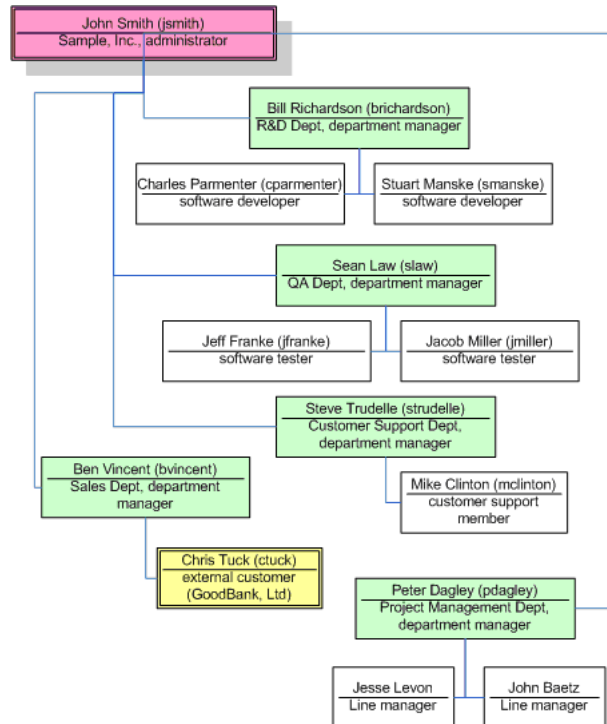 John Smith (jsmith)
Sample, Inc., administrator
Bill Richardson (brichardson)
R&D Dept, department manager
Charles Parmenter (cparmenter)
software developer
Stuart Manske (smanske)
software developer
Sean Law (slaw)
QA Dept, department manager
Jeff Franke (jfranke)
software tester
Jacob Miller (jmiller)
software tester
Steve Trudelle (strudelle)
Customer Support Dept,
department manager
Ben Vincent (bvincent)
Sales Dept, department
manager
Mike Clinton (mclinton)
customer support
member
Chris Tuck (ctuck)
external customer
(GoodBank, Ltd)
Peter Dagley (pdagley)
Project Management Dept,
department manager
Jesse Levon
Line manager
John Baetz
Line manager